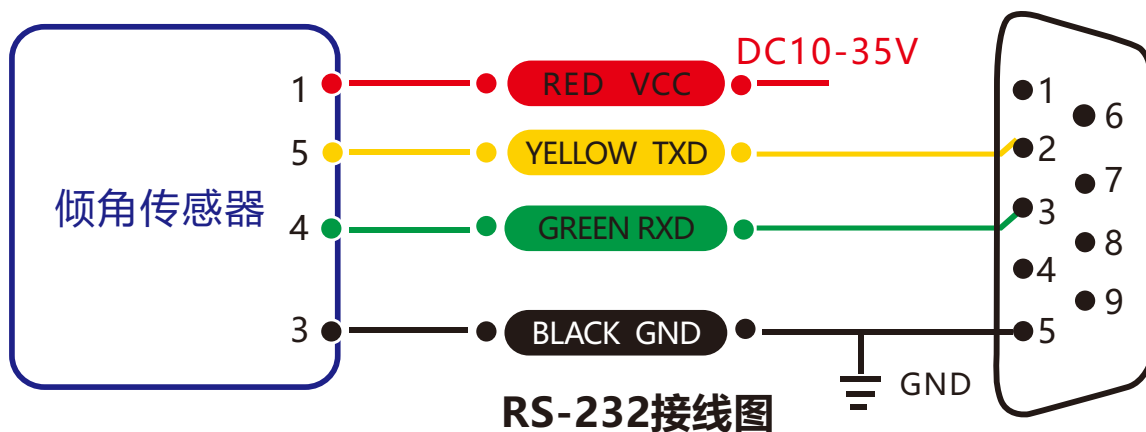 DC10-35V
1 RED VCC 1
6
5 YELLOW TXD 2
7
倾角传感器
4 GREEN RXD 3
8
4
9
3 BLACK GND 5
GND
RS-232接线图